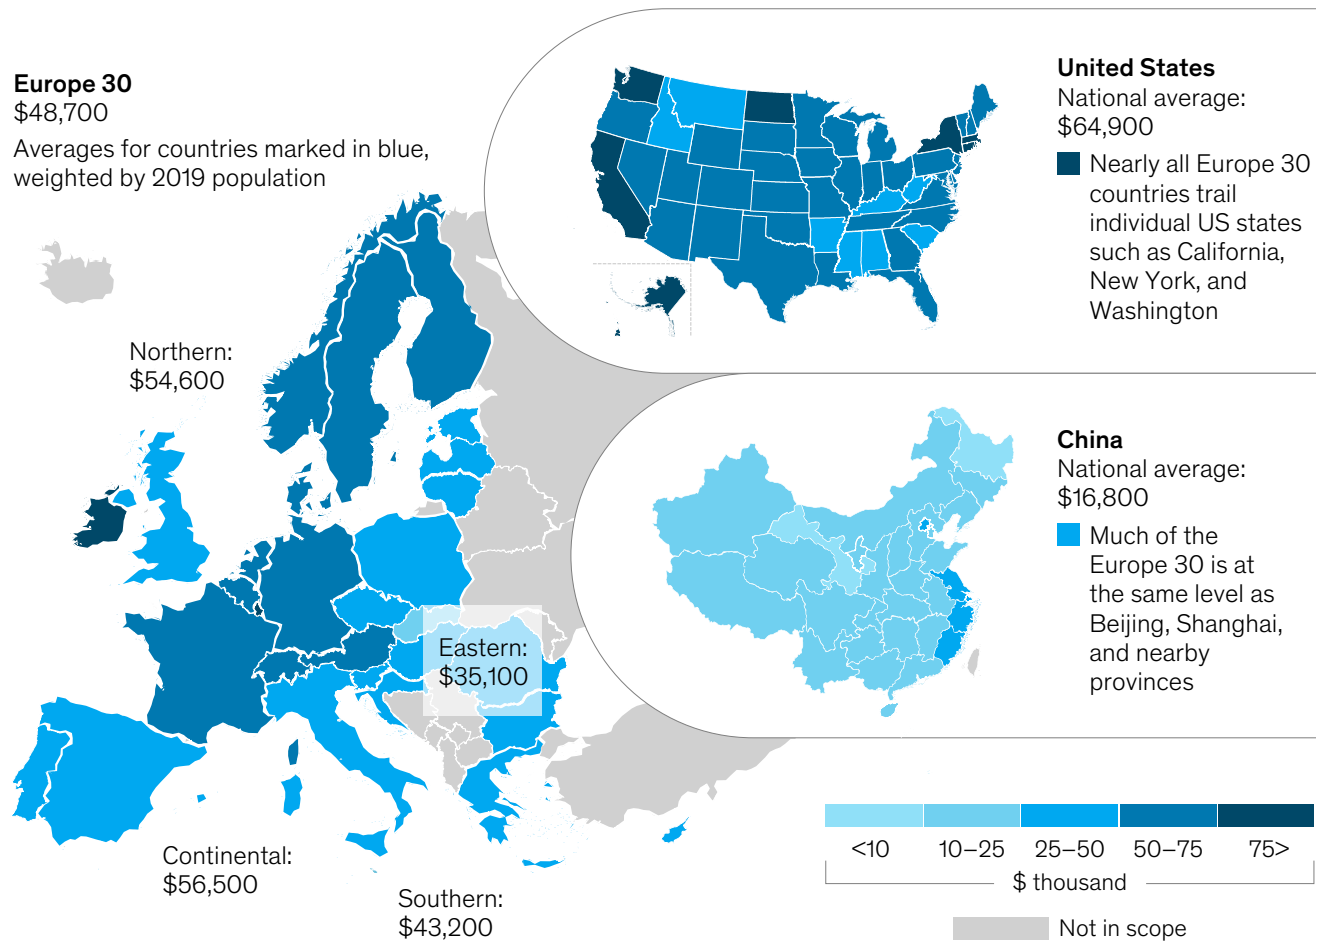 Europe 30
$48,700
Averages for countries marked in blue,
weighted by 2019 population
Northern:
$54,600
Eastern:
$35,100
Continental:
$56,500
Southern:
$43,200
United States
National average:
$64,900
Nearly all Europe 30
countries trail
individual US states
such as California,
New York, and
Washington
China
National average:
$16,800
Much of the
Europe 30 is at
the same level as
Beijing, Shanghai,
and nearby
provinces
<10 10–25 25–50 50–75 75>
$ thousand
Not in scope